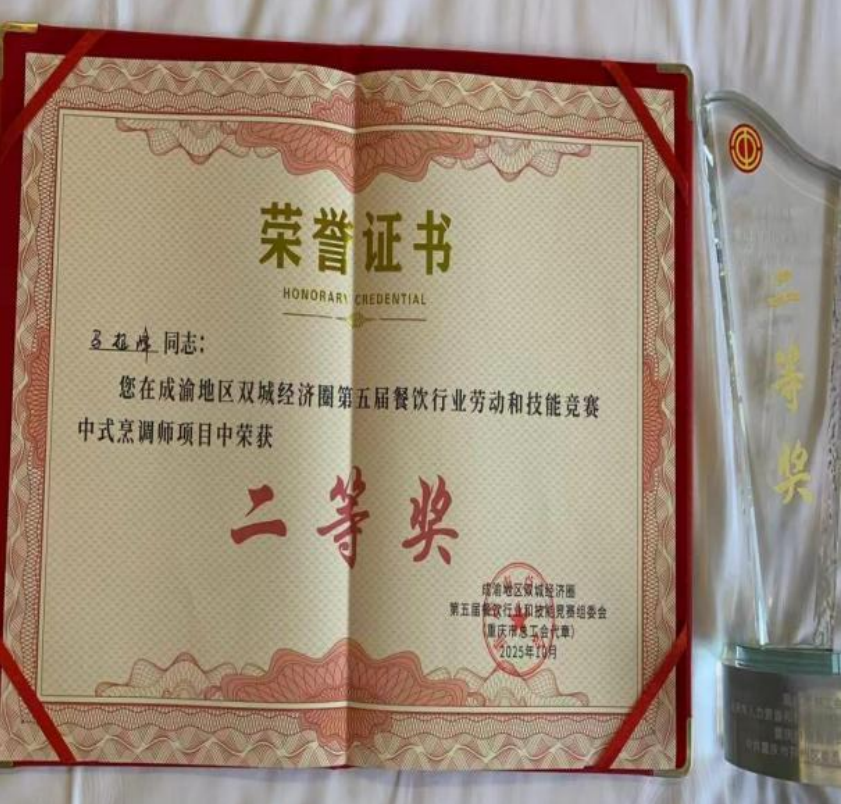 荣誉证书
HONORARY CREDENTIAL
马振峰 同志：
您在成渝地区双城经济圈第五届餐饮行业劳动和技能竞赛
中式烹调师项目中荣获
二等奖
成渝地区双城经济圈
第五届餐饮行业和技能竞赛组委会
(重庆市总工会代章)
2025年10月
二等奖